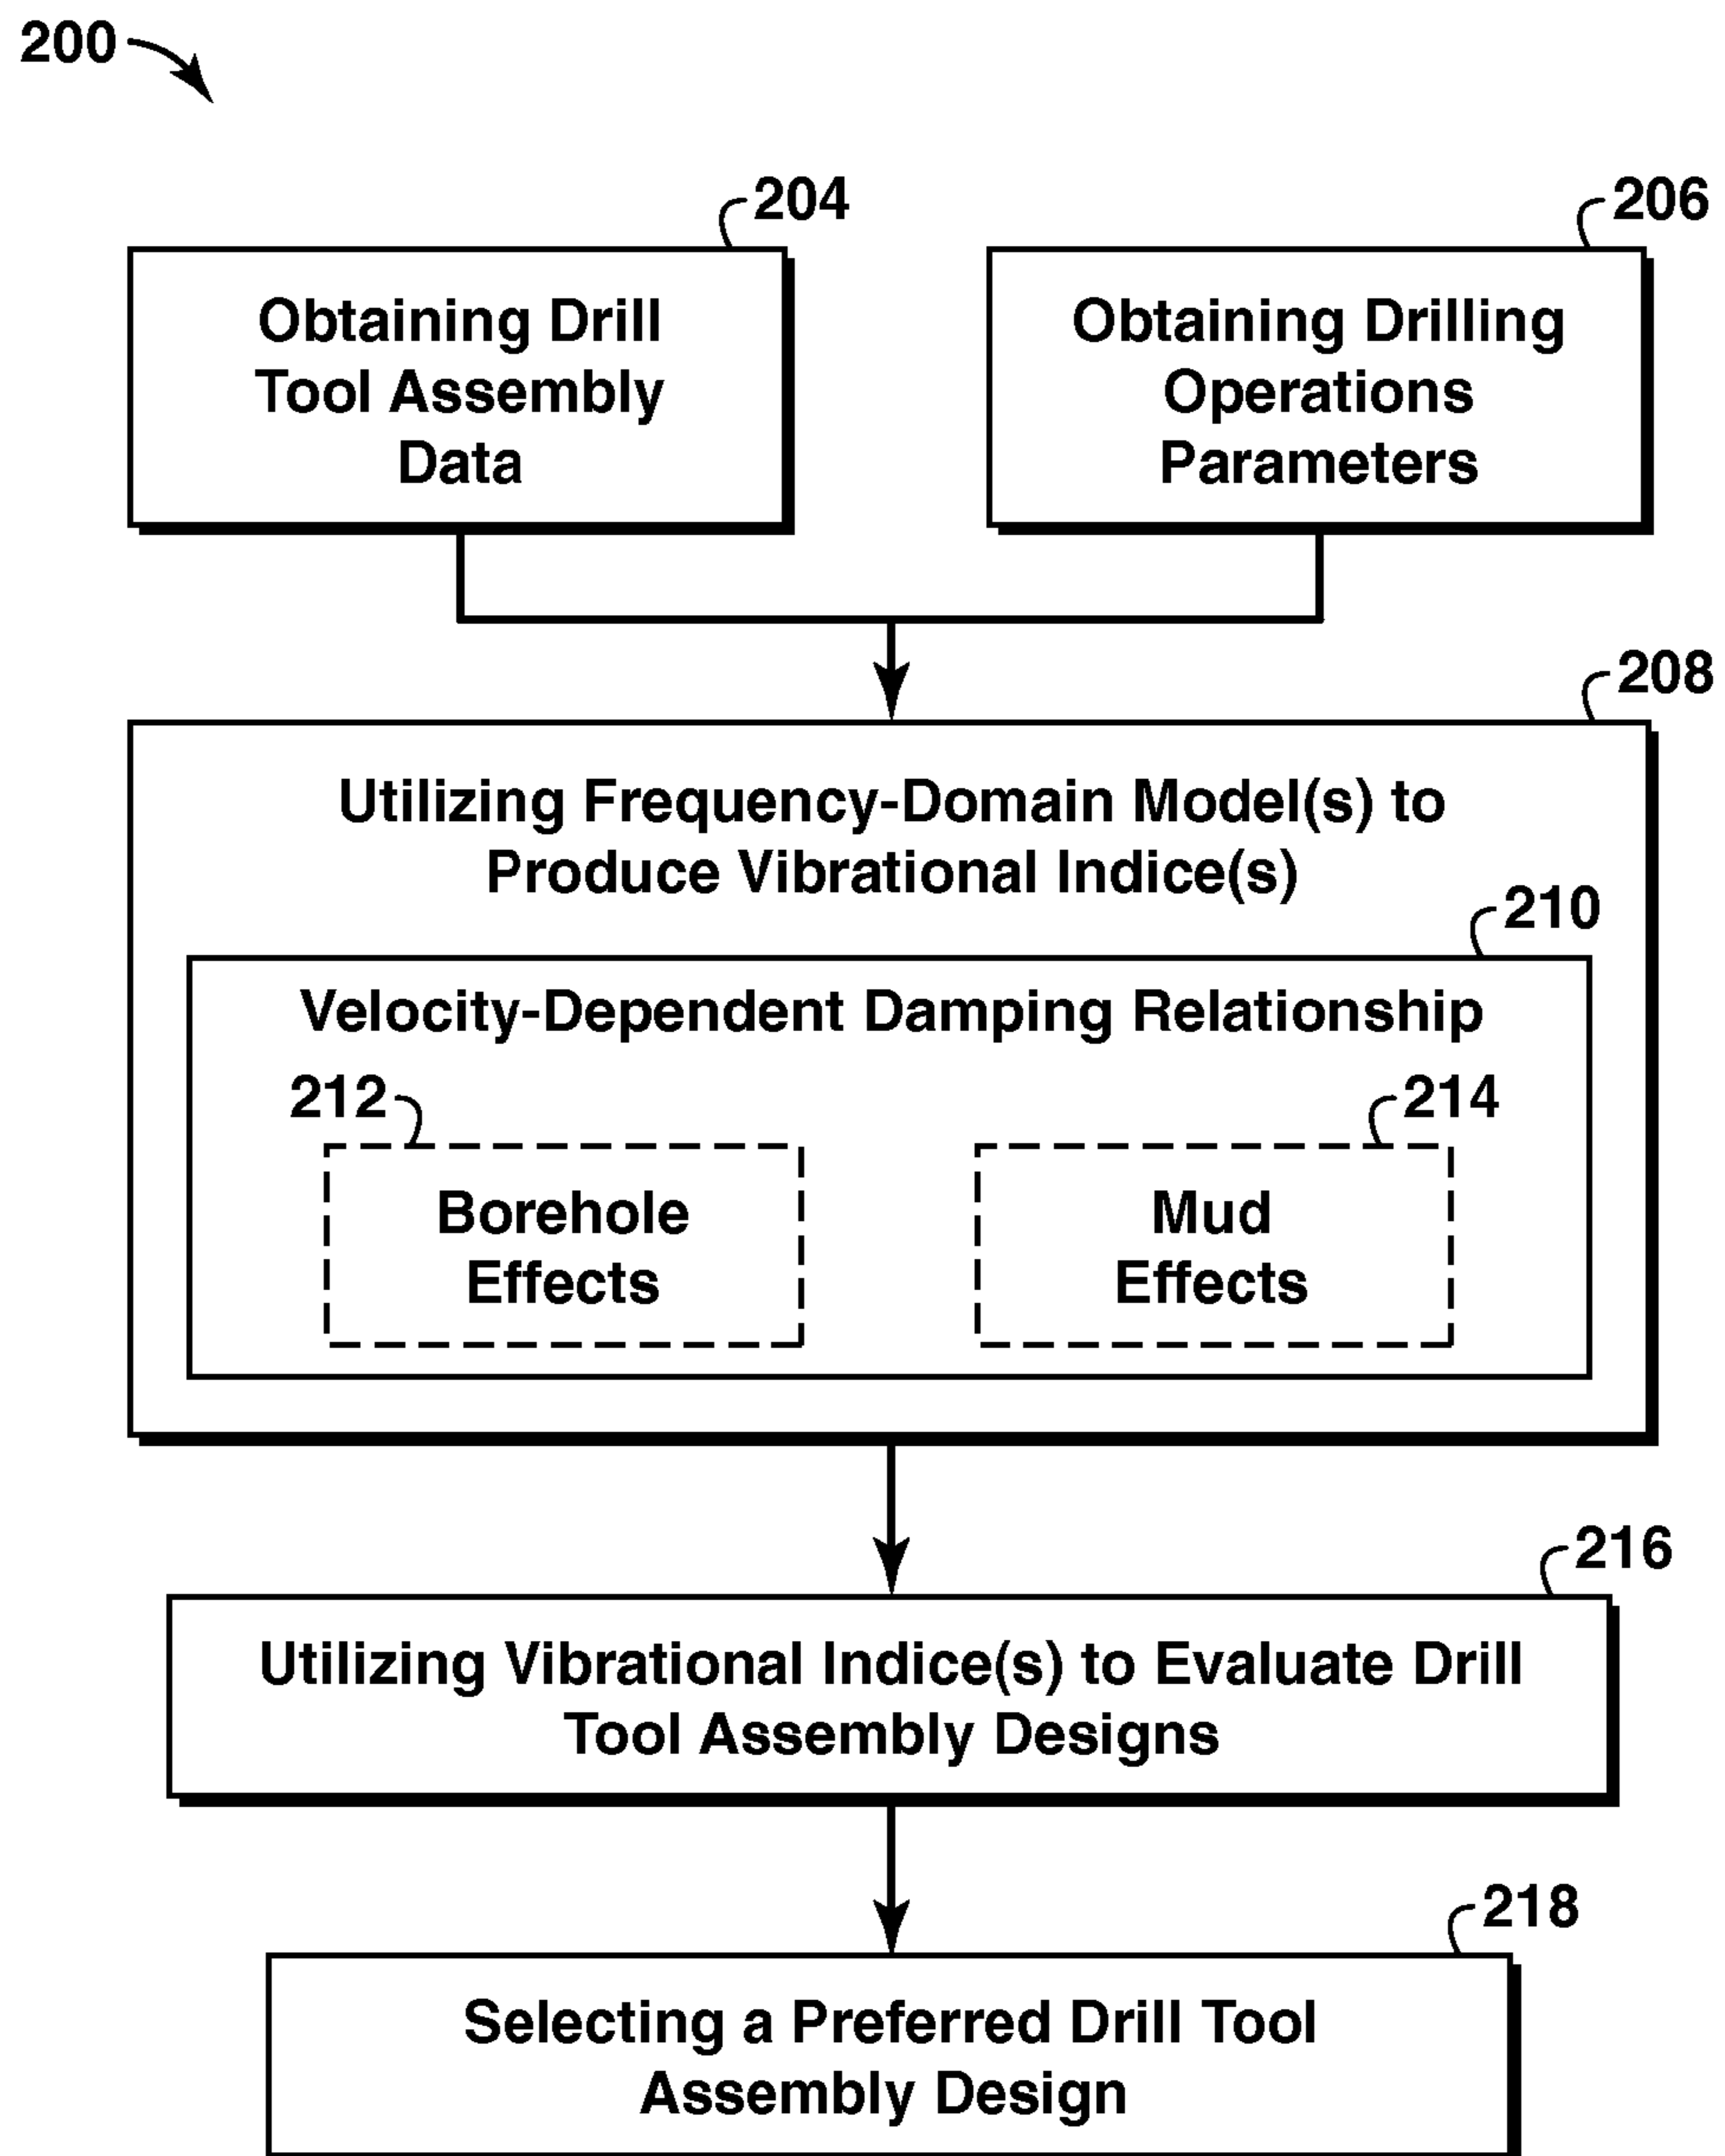 200
204
206
Obtaining Drill
Tool Assembly
Data
Obtaining Drilling
Operations
Parameters
208
Utilizing Frequency-Domain Model(s) to
Produce Vibrational Indice(s)
210
Velocity-Dependent Damping Relationship
212
214
Borehole
Effects
Mud
Effects
216
Utilizing Vibrational Indice(s) to Evaluate Drill
Tool Assembly Designs
218
Selecting a Preferred Drill Tool
Assembly Design